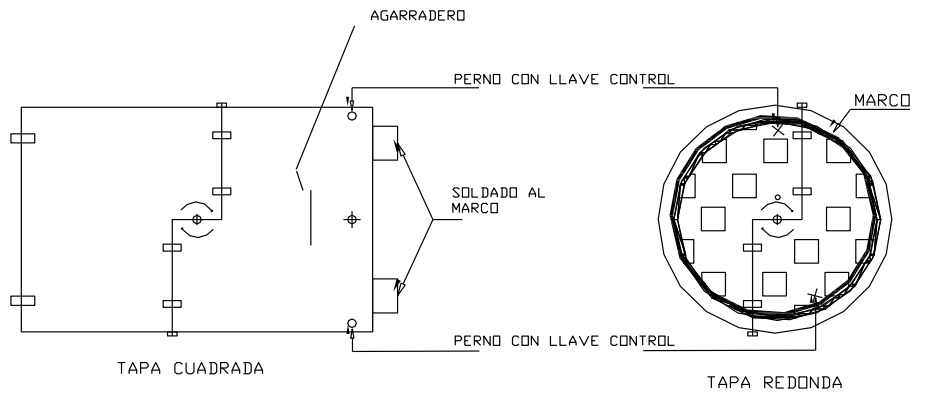 AGARRADERO
PERNO CON LLAVE CONTROL
MARCO
SOLDADO AL
MARCO
PERNO CON LLAVE CONTROL
TAPA CUADRADA
TAPA REDONDA